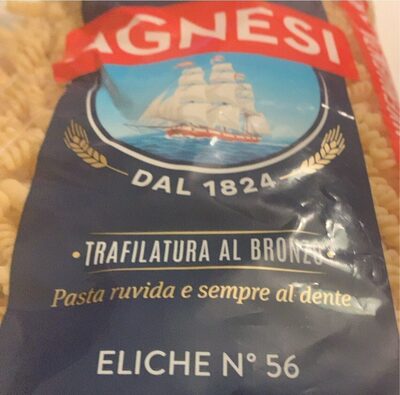 AGNESI
DAL 1824
TRAFILATURA AL BRONZO
Pasta ruvida e sempre al dente
ELICHE N° 56